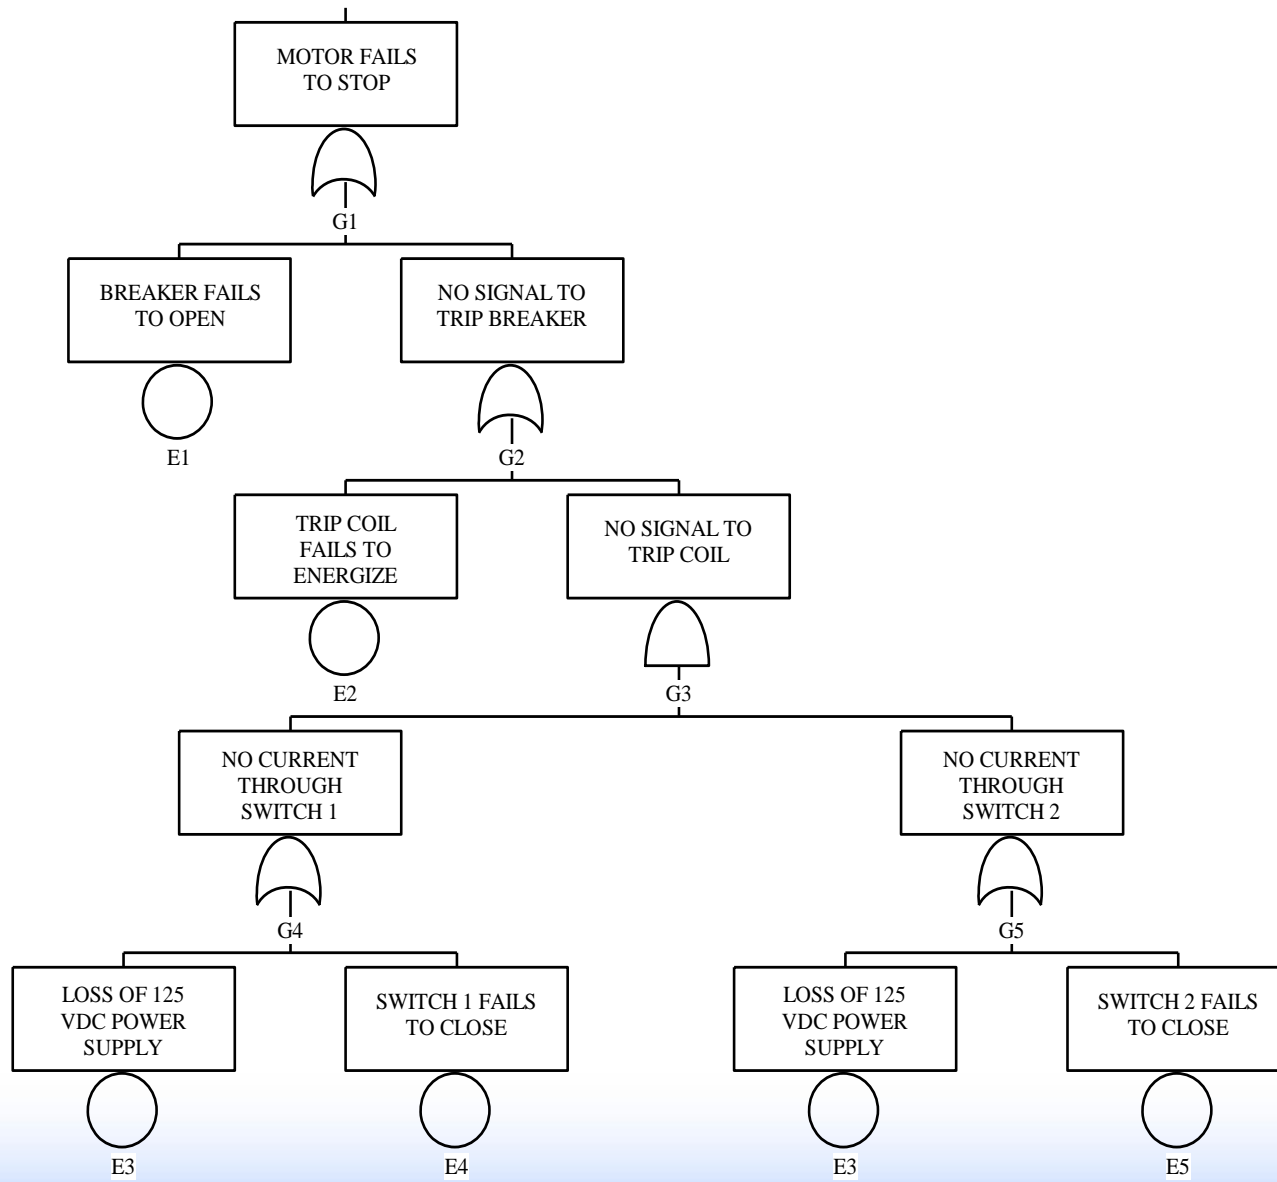 MOTOR FAILS
TO STOP
G1
BREAKER FAILS
TO OPEN
E1
NO SIGNAL TO
TRIP BREAKER
G2
TRIP COIL
FAILS TO
ENERGIZE
E2
NO SIGNAL TO
TRIP COIL
G3
NO CURRENT
THROUGH
SWITCH 1
G4
NO CURRENT
THROUGH
SWITCH 2
G5
LOSS OF 125
VDC POWER
SUPPLY
E3
SWITCH 1 FAILS
TO CLOSE
E4
LOSS OF 125
VDC POWER
SUPPLY
E3
SWITCH 2 FAILS
TO CLOSE
E5